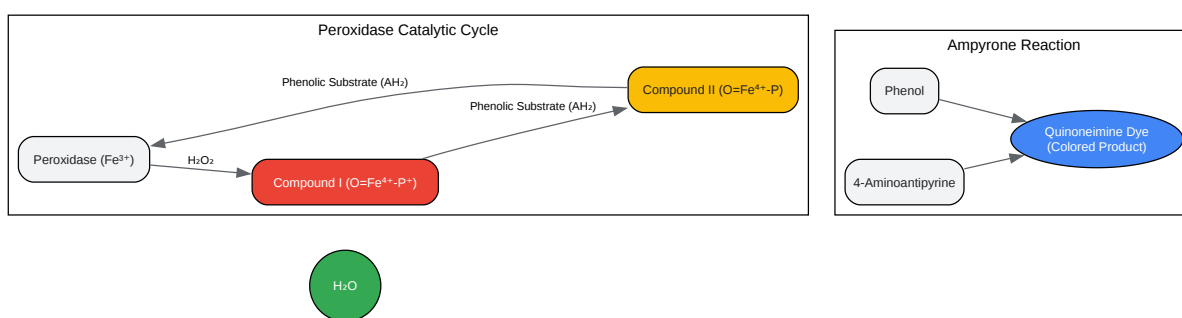 Peroxidase Catalytic Cycle
Phenolic Substrate (AH₂)
Compound II (O=Fe⁴⁺-P)
Phenolic Substrate (AH₂)
Peroxidase (Fe³⁺)
H₂O₂
Compound I (O=Fe⁴⁺-P⁺)
H₂O
Ampyrone Reaction
Phenol
Quinoneimine Dye
(Colored Product)
4-Aminoantipyrine